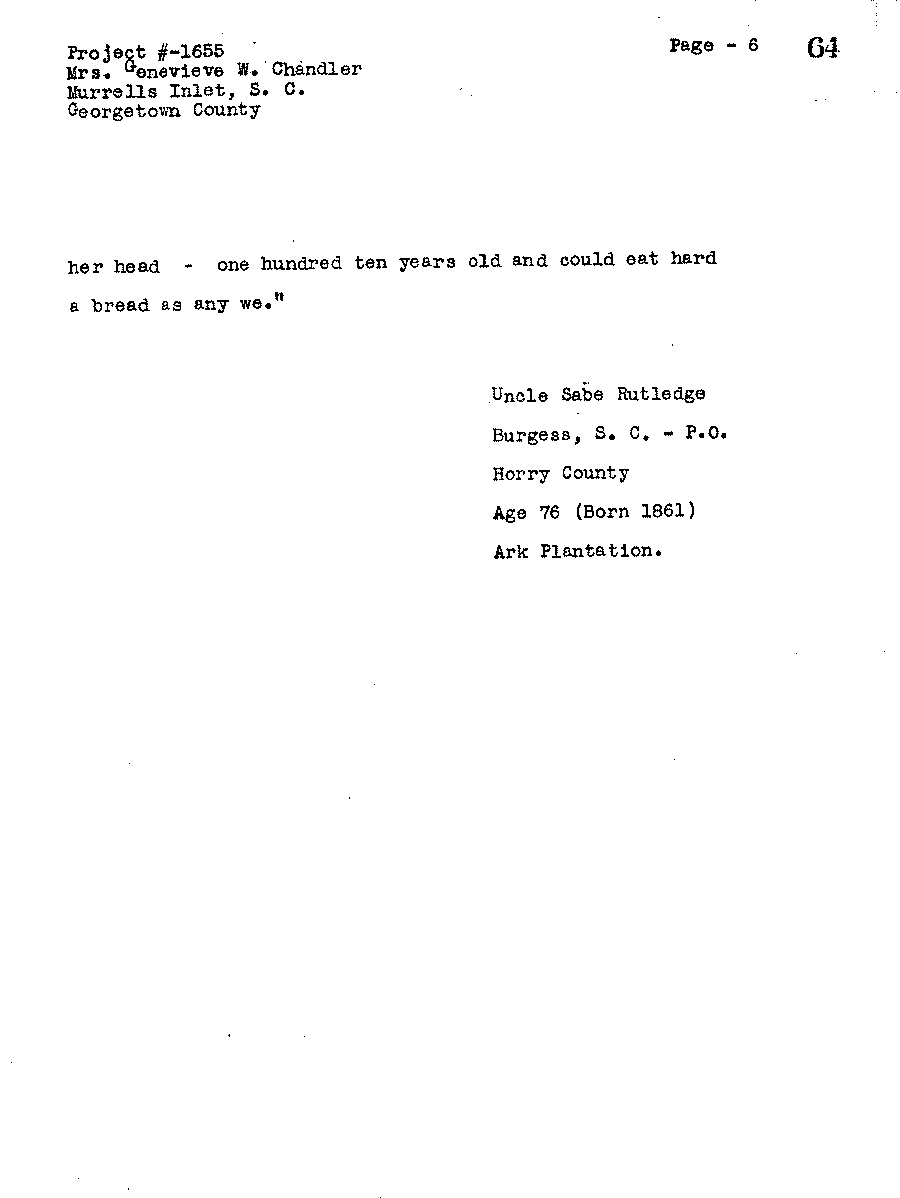 Project #-1655
Mrs. Genevieve W. Chandler
Murrells Inlet, S. C.
Georgetown County
Page - 6 64
her head - one hundred ten years old and could eat hard
a bread as any we."
Uncle Sabe Rutledge
Burgess, S. C. - P.O.
Horry County
Age 76 (Born 1861)
Ark Plantation.